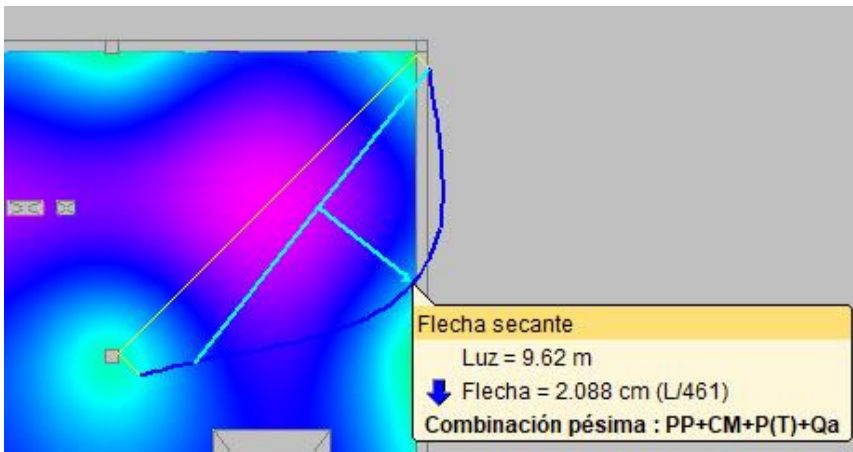 Flecha secante
Luz = 9.62 m
Flecha = 2.088 cm (L/461)
Combinación pésima : PP+CM+P(T)+Qa